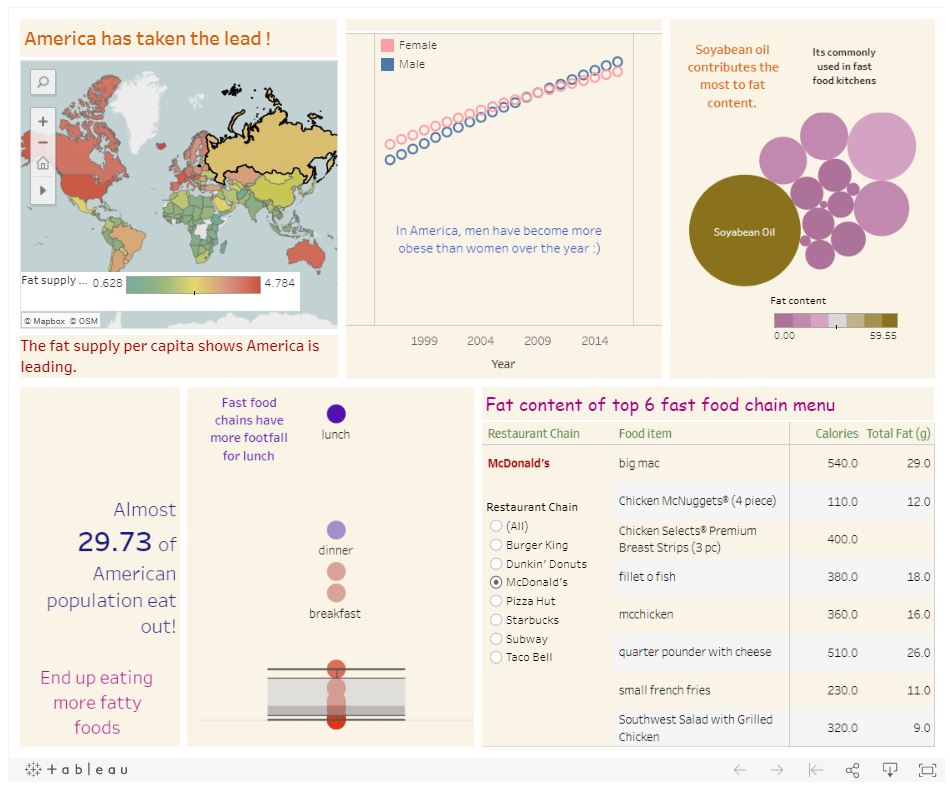 America has taken the lead !
Fat supply ... 0.628 4.784
© Mapbox © OSM
The fat supply per capita shows America is
leading.
Female
Male
In America, men have become more
obese than women over the year :)
1999 2004 2009 2014
Year
Soyabean oil
contributes the
most to fat
content.
Its commonly
used in fast
food kitchens
Soyabean Oil
Fat content
0.00 59.55
Almost
29.73 of
American
population eat
out!
End up eating
more fatty
foods
Fast food
chains have
more footfall
for lunch
lunch
dinner
breakfast
Fat content of top 6 fast food chain menu
Restaurant Chain Food item Calories Total Fat (g)
McDonald's big mac 540.0 29.0
Chicken McNuggets® (4 piece) 110.0 12.0
Chicken Selects® Premium
Breast Strips (3 pc) 400.0
fillet o fish 380.0 18.0
mcchicken 360.0 16.0
quarter pounder with cheese 510.0 26.0
small french fries 230.0 11.0
Southwest Salad with Grilled
Chicken 320.0 9.0
Restaurant Chain
(All)
Burger King
Dunkin' Donuts
McDonald's
Pizza Hut
Starbucks
Subway
Taco Bell
+ a b l e a u